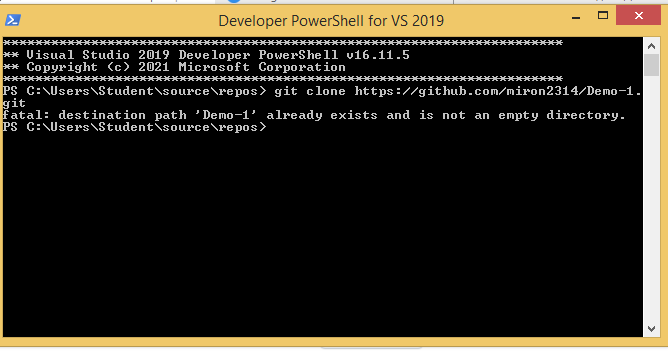 Developer PowerShell for VS 2019
**********************************************************************
** Visual Studio 2019 Developer PowerShell v16.11.5
** Copyright (c) 2021 Microsoft Corporation
**********************************************************************
PS C:\Users\Student\source\repos> git clone https://github.com/miron2314/Demo-1.
git
fatal: destination path 'Demo-1' already exists and is not an empty directory.
PS C:\Users\Student\source\repos>